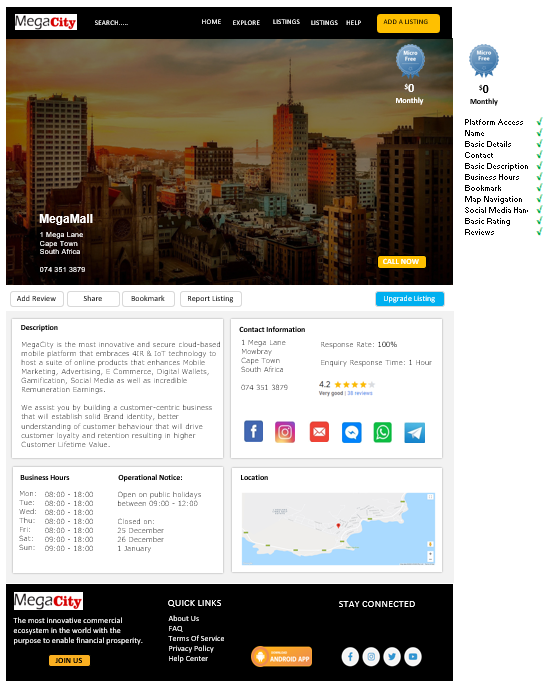 MegaCity
SEARCH.....
HOME
EXPLORE
LISTINGS
LISTINGS
HELP
ADD A LISTING
Micro
Free
$0
Monthly
MegaMall
1 Mega Lane
Cape Town
South Africa
074 351 3879
CALL NOW
Micro
Free
$0
Monthly
Platform Access
Name
Basic Details
Contact
Basic Description
Business Hours
Bookmark
Map Navigation
Social Media Han
Basic Rating
Reviews
Add Review
Share
Bookmark
Report Listing
Upgrade Listing
Description
MegaCity is the most innovative and secure cloud-based
mobile platform that embraces 4IR & IoT technology to
host a suite of online products that enhances Mobile
Marketing, Advertising, E Commerce, Digital Wallets,
Gamification, Social Media as well as incredible
Remuneration Earnings.
We assist you by building a customer-centric business
that will establish solid Brand identity, better
understanding of customer behaviour that will drive
customer loyalty and retention resulting in higher
Customer Lifetime Value.
Contact Information
1 Mega Lane
Mowbray
Cape Town
South Africa
074 351 3879
Response Rate: 100%
Enquiry Response Time: 1 Hour
4.2
Very good | 38 reviews
Business Hours
Mon: 08:00 - 18:00
Tue: 08:00 - 18:00
Wed: 08:00 - 18:00
Thu: 08:00 - 18:00
Fri: 08:00 - 18:00
Sat: 09:00 - 18:00
Sun: 09:00 - 18:00
Operational Notice:
Open on public holidays
between 09:00 - 12:00
Closed on:
25 December
26 December
1 January
Location
MegaCity
The most innovative commercial
ecosystem in the world with the
purpose to enable financial prosperity.
JOIN US
QUICK LINKS
About Us
FAQ
Terms Of Service
Privacy Policy
Help Center
ANDROID APP
STAY CONNECTED